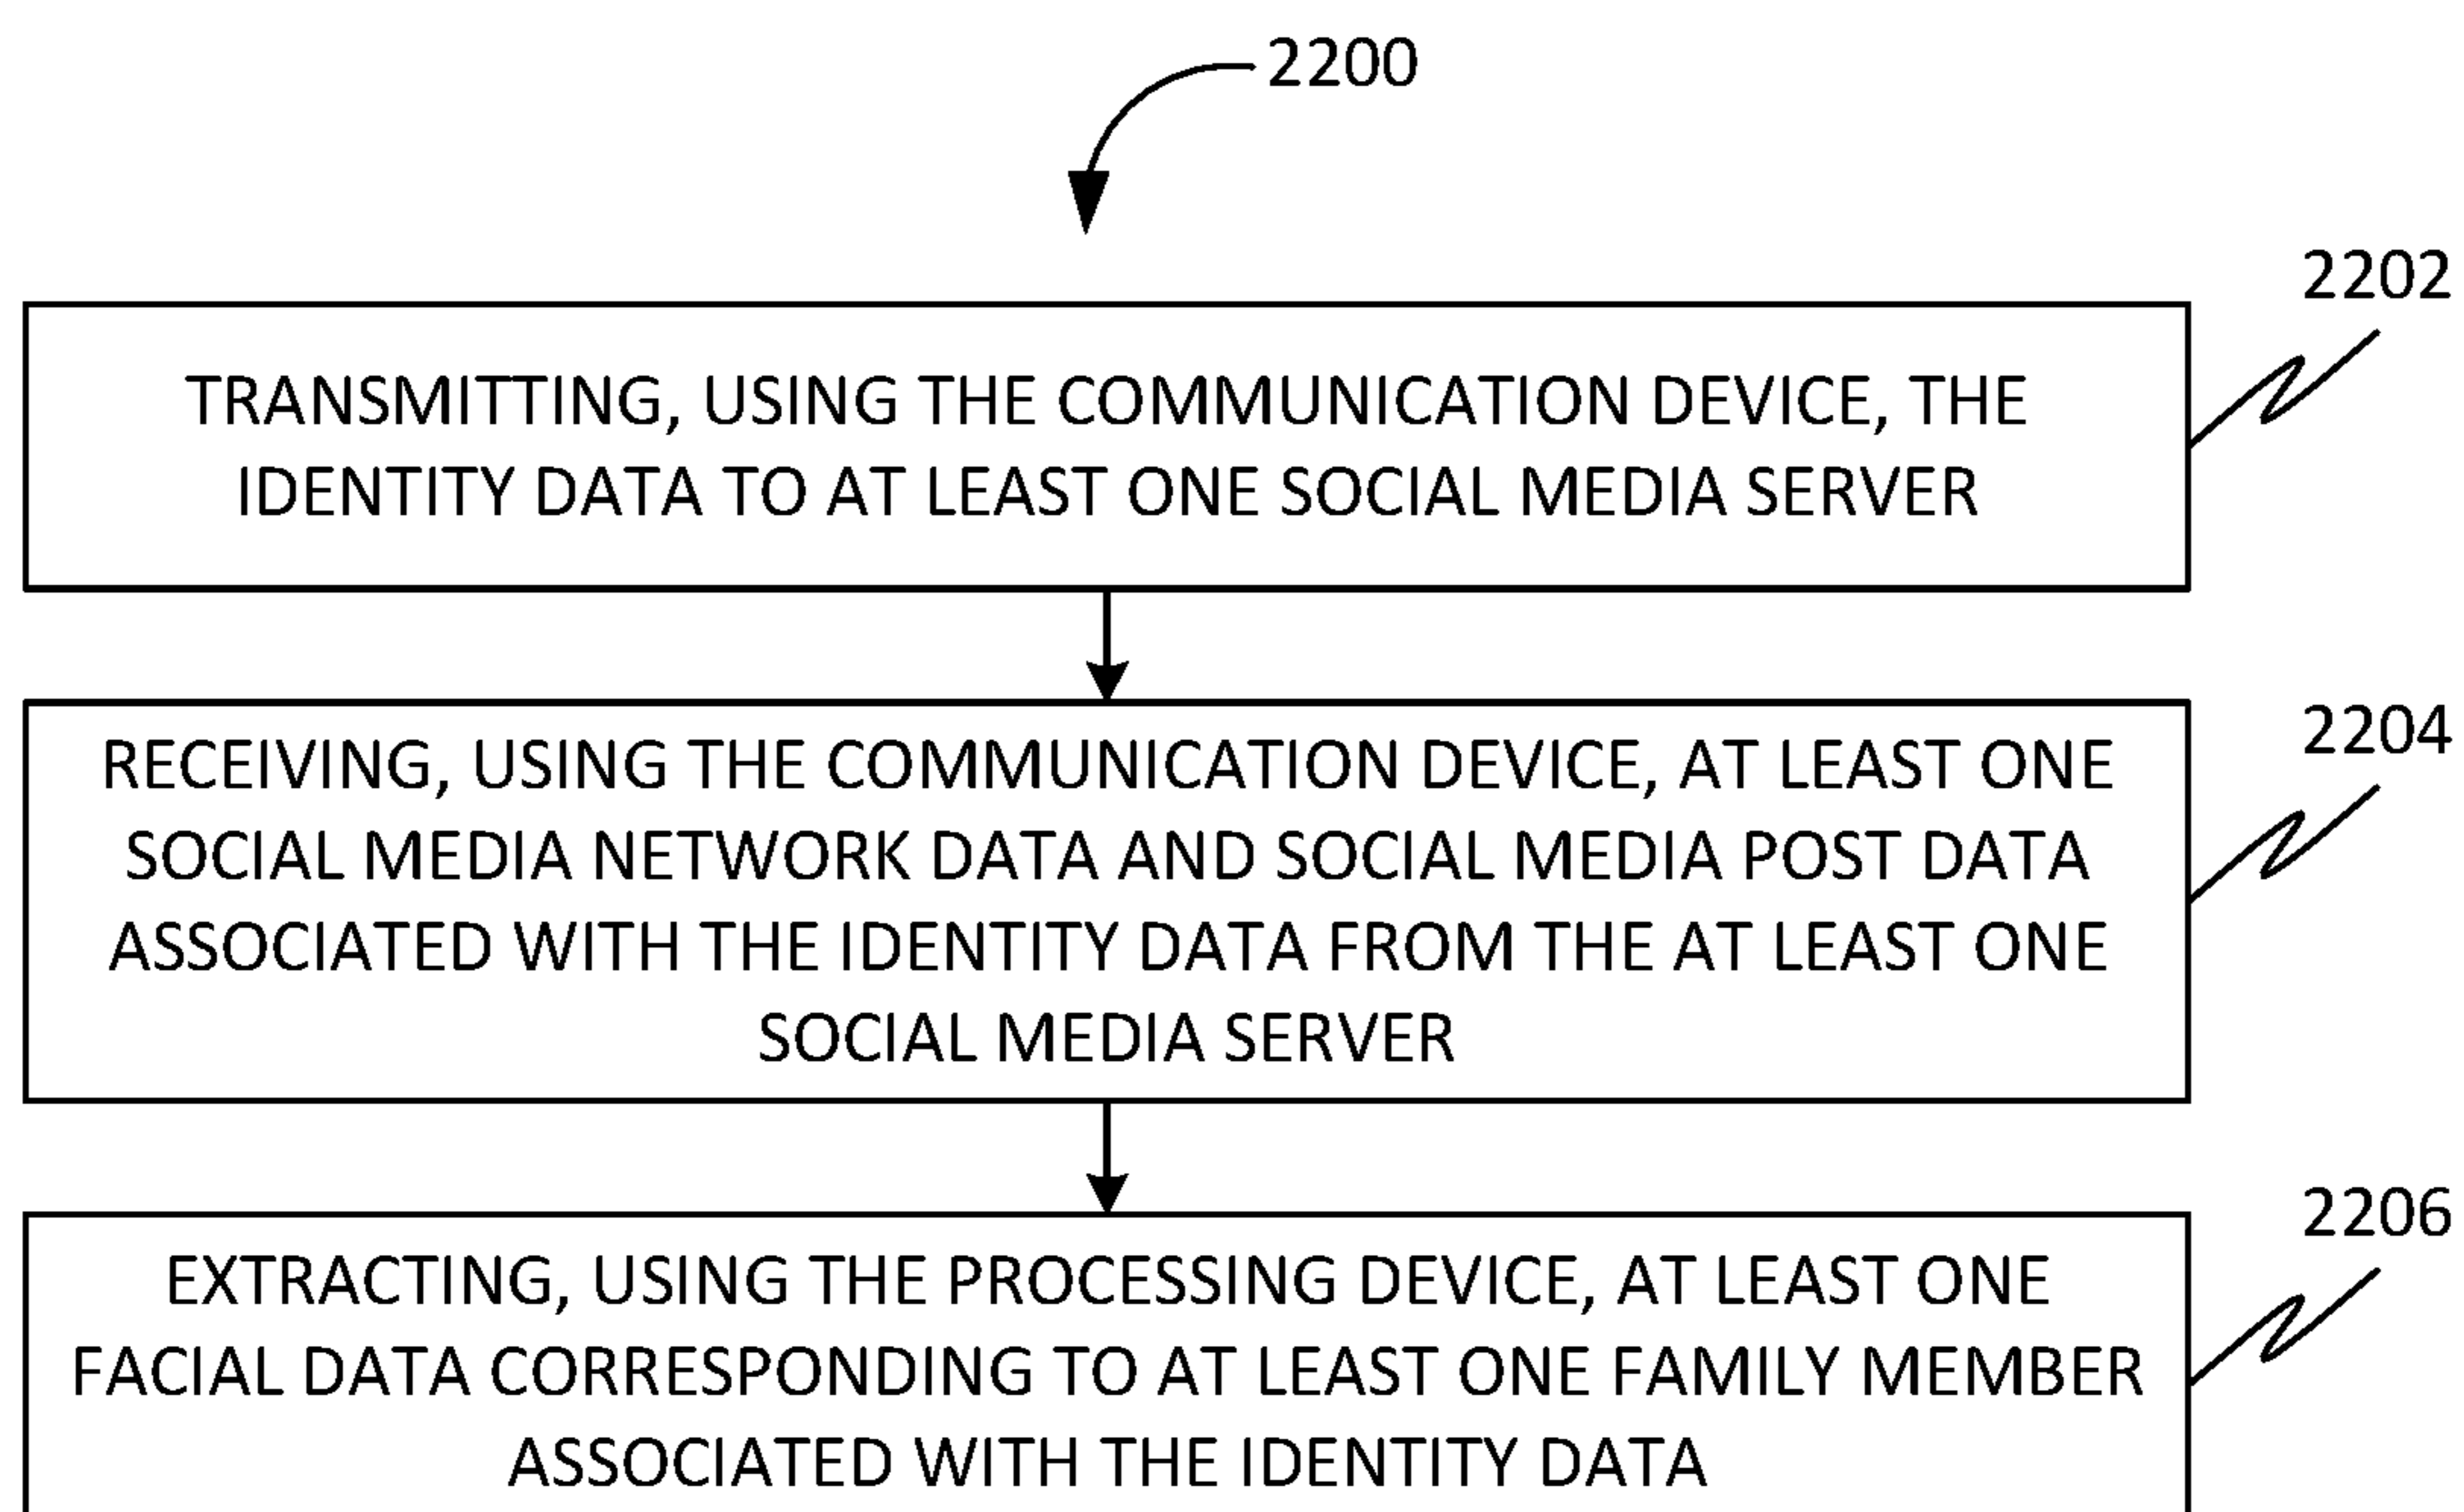 2200
2202
TRANSMITTING, USING THE COMMUNICATION DEVICE, THE
IDENTITY DATA TO AT LEAST ONE SOCIAL MEDIA SERVER
2204
RECEIVING, USING THE COMMUNICATION DEVICE, AT LEAST ONE
SOCIAL MEDIA NETWORK DATA AND SOCIAL MEDIA POST DATA
ASSOCIATED WITH THE IDENTITY DATA FROM THE AT LEAST ONE
SOCIAL MEDIA SERVER
2206
EXTRACTING, USING THE PROCESSING DEVICE, AT LEAST ONE
FACIAL DATA CORRESPONDING TO AT LEAST ONE FAMILY MEMBER
ASSOCIATED WITH THE IDENTITY DATA